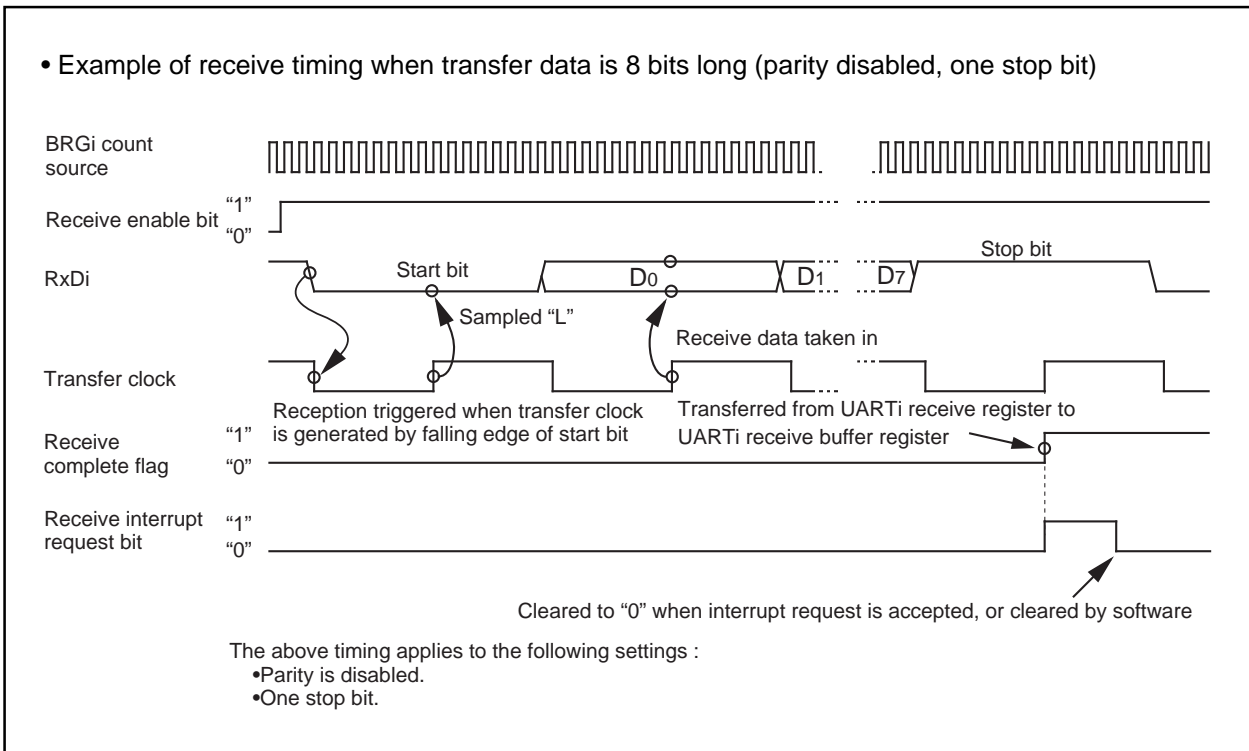 • Example of receive timing when transfer data is 8 bits long (parity disabled, one stop bit)
BRGi count
source
Receive enable bit
“1”
“0”
RxDi
Start bit
D0
D1
D7
Stop bit
Sampled “L”
Receive data taken in
Transfer clock
Reception triggered when transfer clock
is generated by falling edge of start bit
Transferred from UARTi receive register to
UARTi receive buffer register
Receive
complete flag
“1”
“0”
Receive interrupt
request bit
“1”
“0”
Cleared to “0” when interrupt request is accepted, or cleared by software
The above timing applies to the following settings :
•Parity is disabled.
•One stop bit.